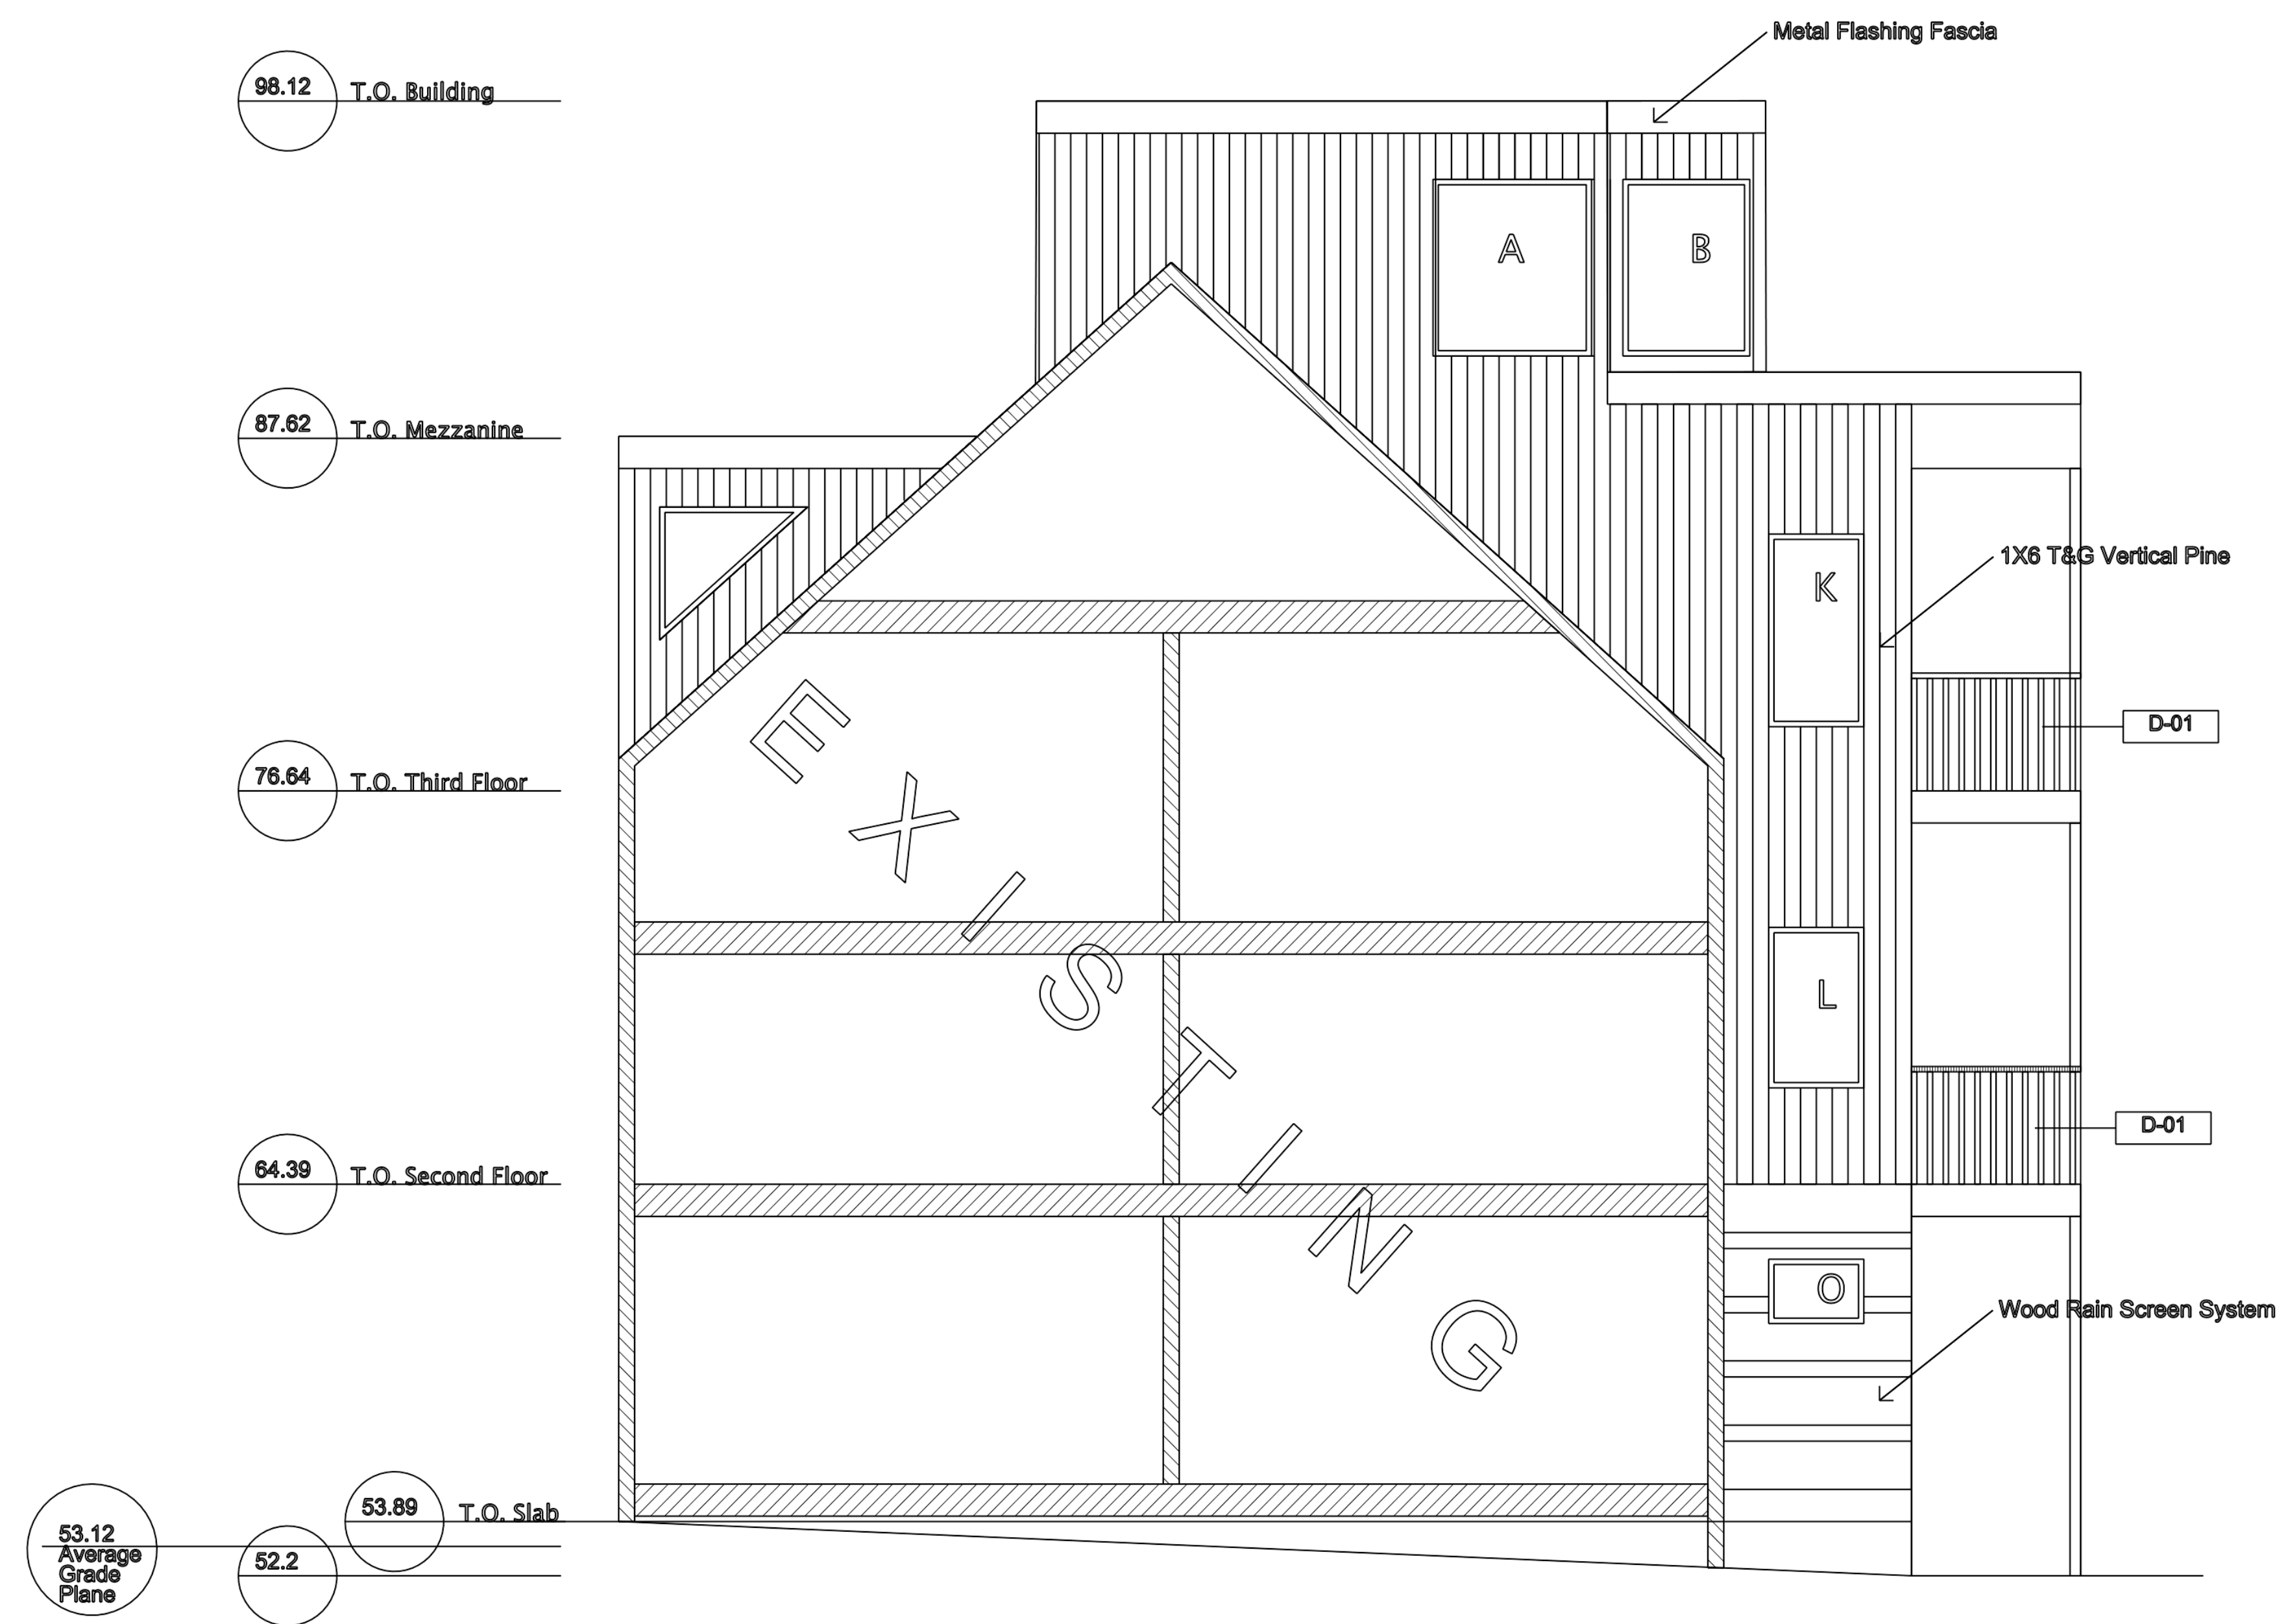 Metal Flashing Fascia
98.12 T.O. Building
A
B
87.62 T.O. Mezzanine
1X6 T&G Vertical Pine
K
D-01
76.64 T.O. Third Floor
EXISTING
L
D-01
64.39 T.O. Second Floor
O
Wood Rain Screen System
53.89 T.O. Slab
53.12
Average
Grade
Plane
52.2